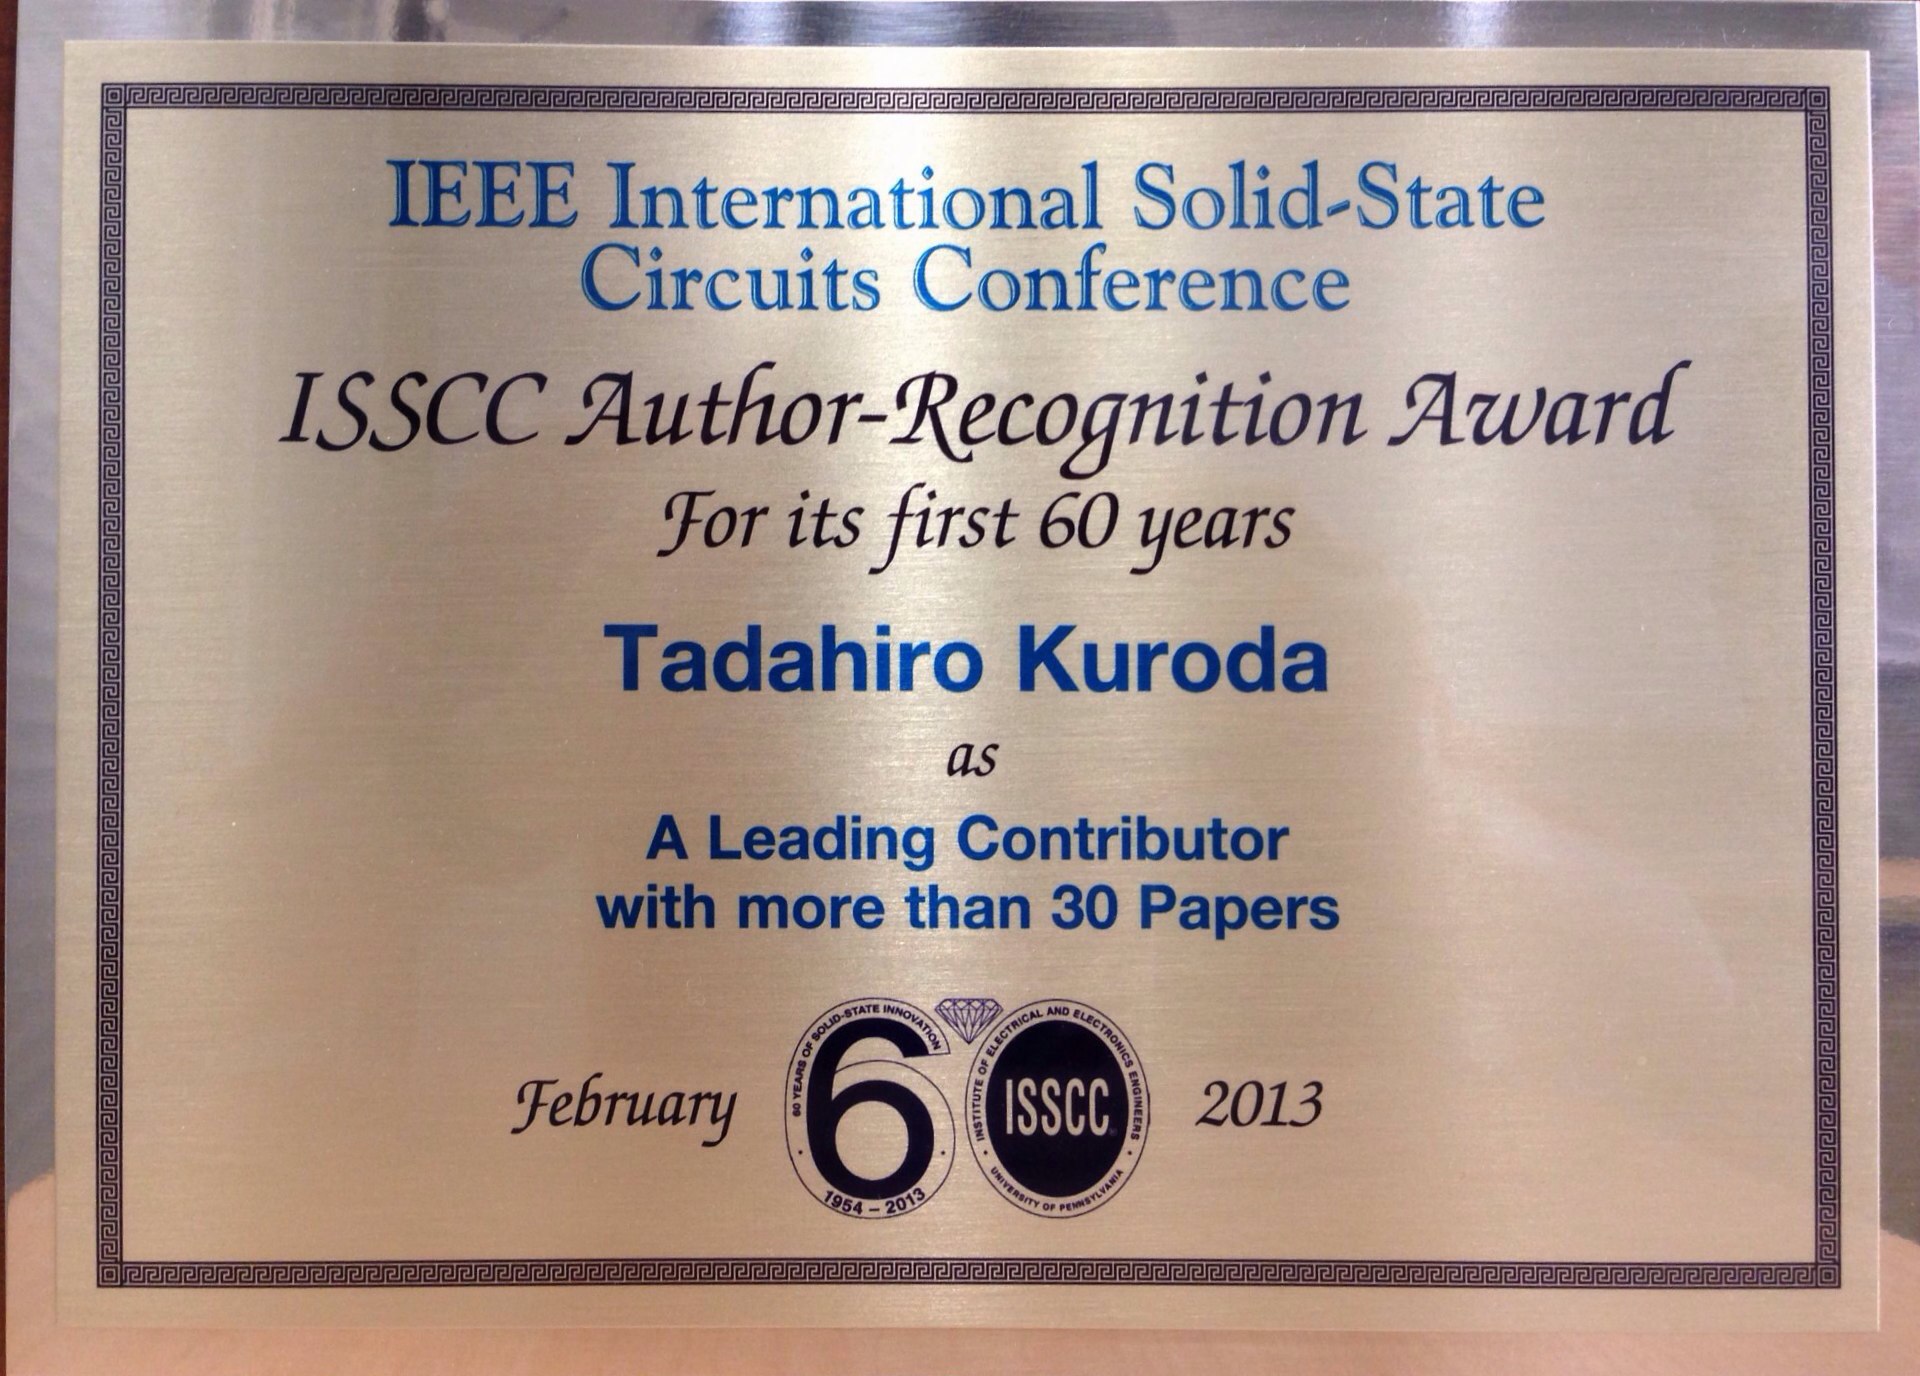 IEEE International Solid-State
Circuits Conference
ISSCC Author-Recognition Award
For its first 60 years
Tadahiro Kuroda
as
A Leading Contributor
with more than 30 Papers
February
60
60 YEARS OF SOLID-STATE INNOVATION
1954 – 2013
INSTITUTE OF ELECTRICAL AND ELECTRONICS ENGINEERS
ISSCC
UNIVERSITY OF PENNSYLVANIA
2013